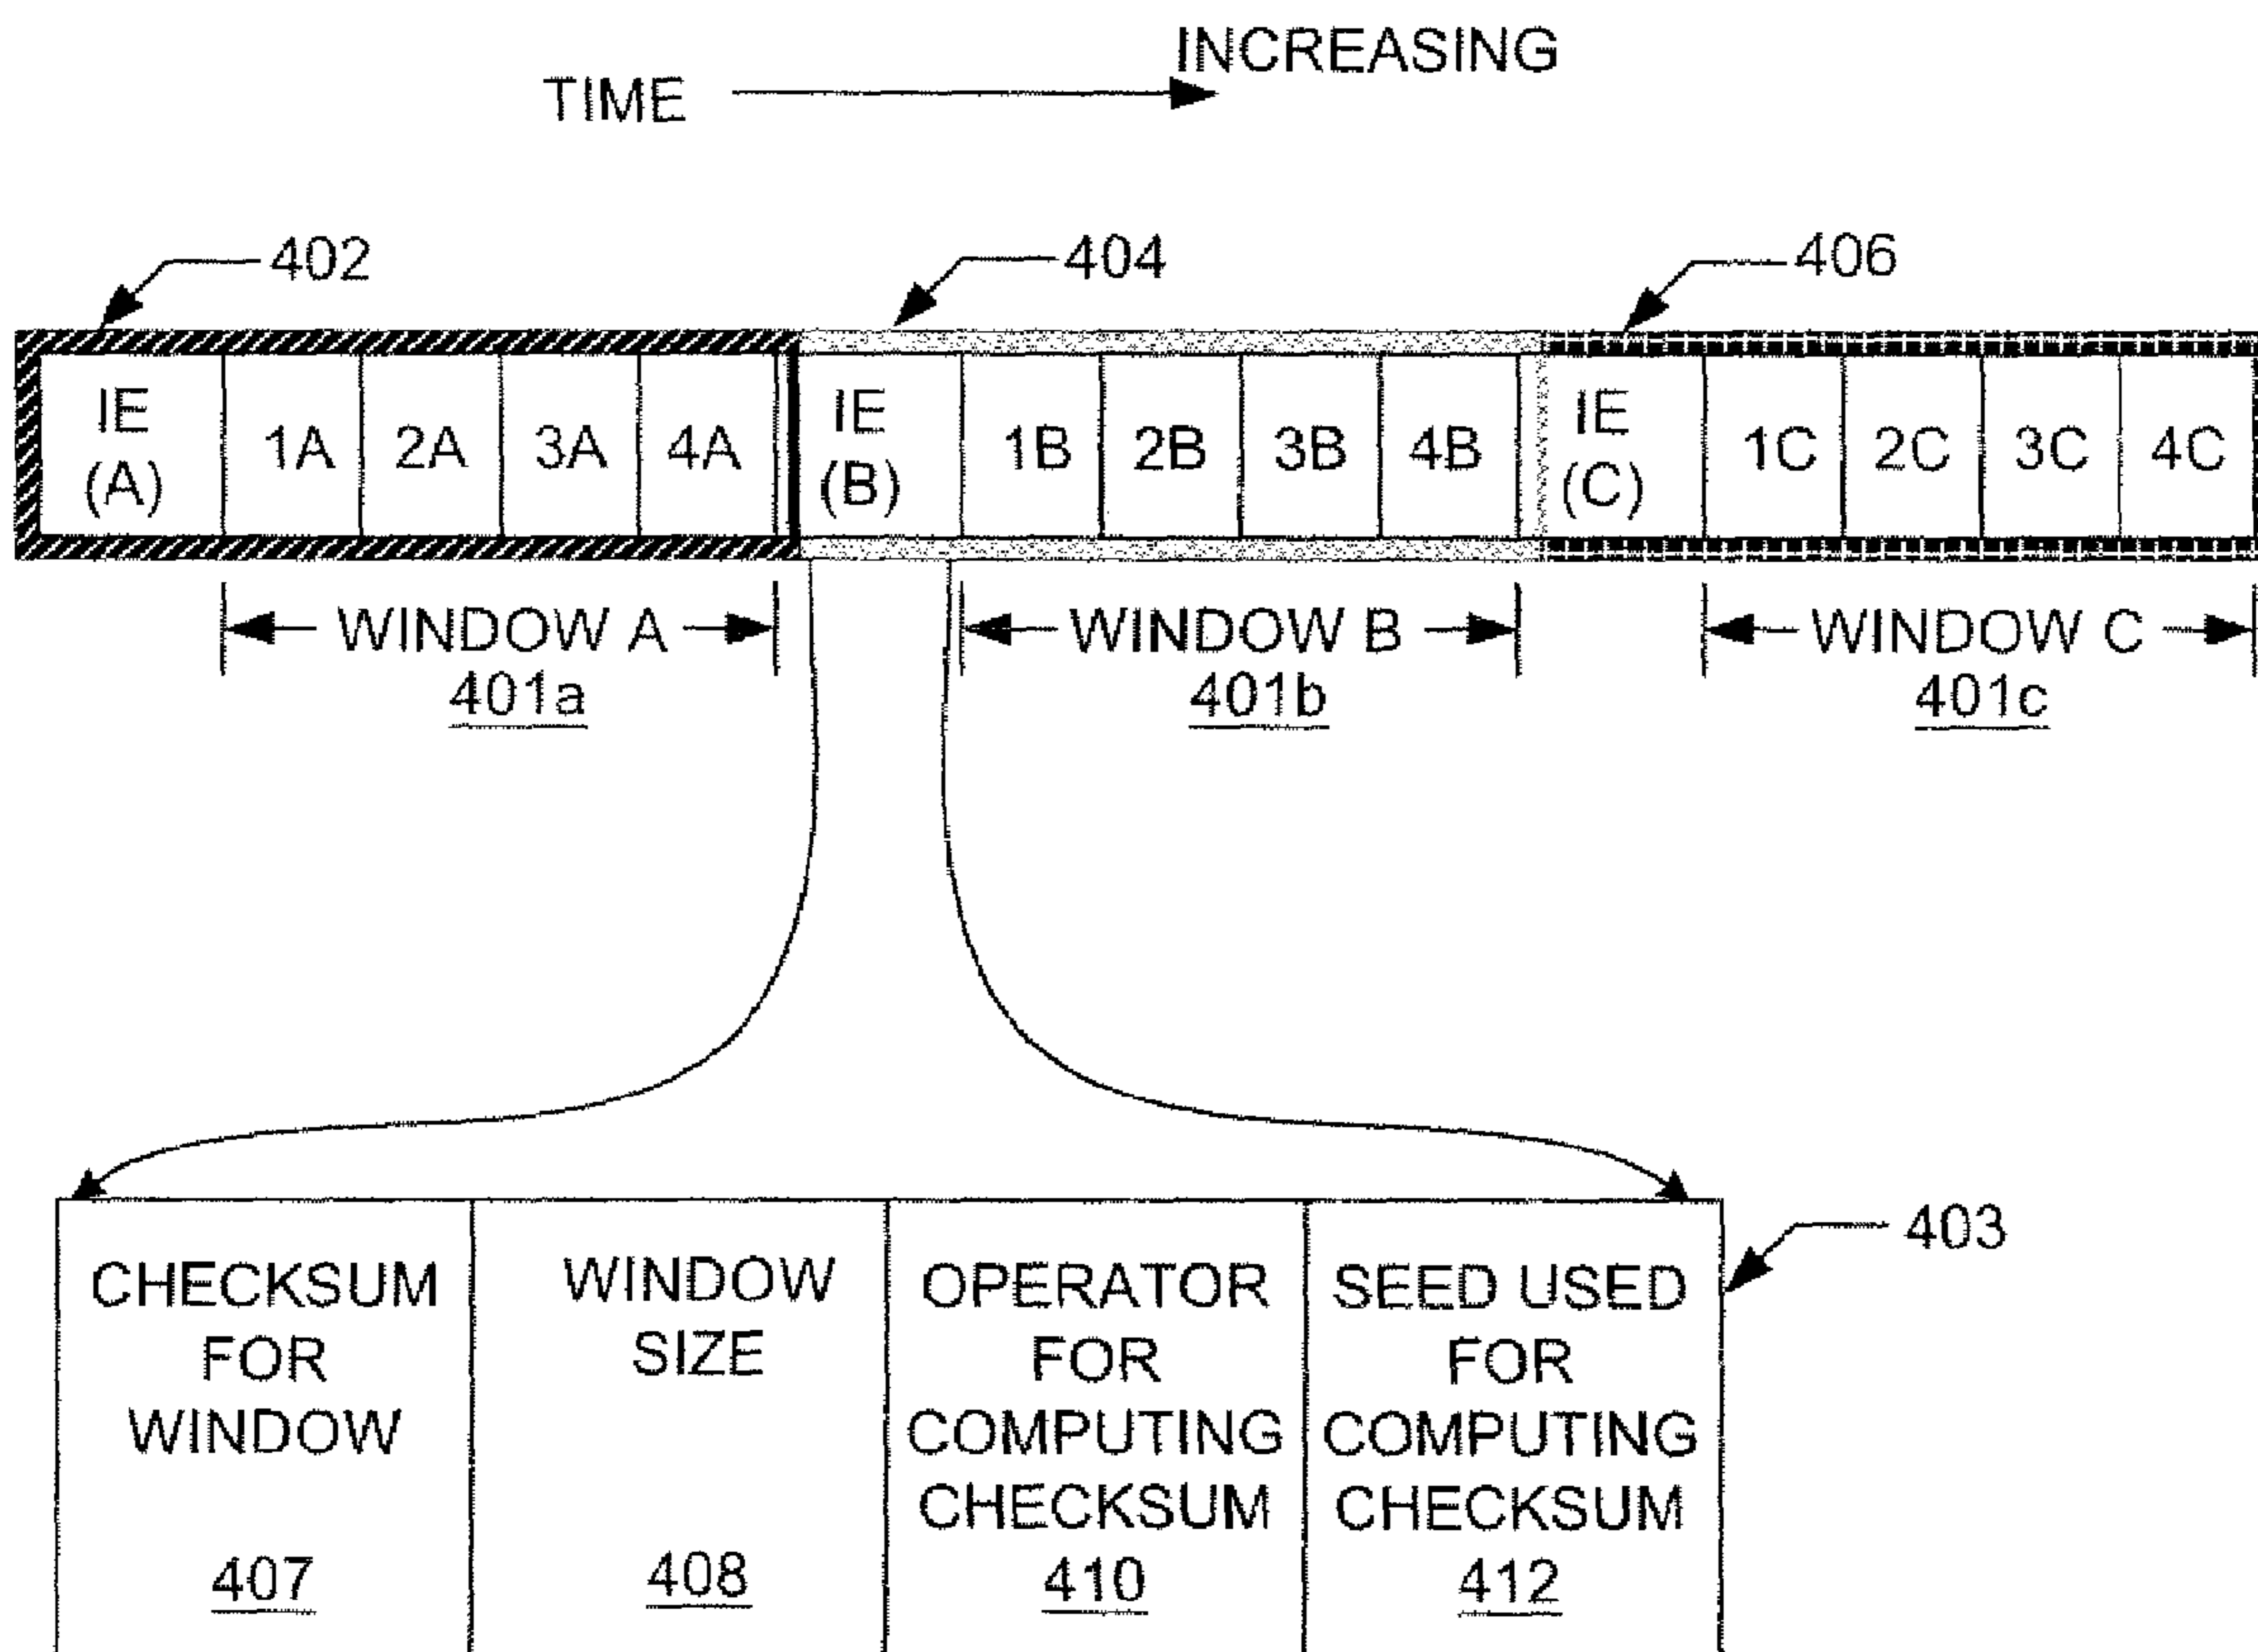 INCREASING
TIME
402
404
406
IE
(A)
1A
2A
3A
4A
IE
(B)
1B
2B
3B
4B
IE
(C)
1C
2C
3C
4C
WINDOW A
401a
WINDOW B
401b
WINDOW C
401c
403
CHECKSUM
FOR
WINDOW
407
WINDOW
SIZE
408
OPERATOR
FOR
COMPUTING
CHECKSUM
410
SEED USED
FOR
COMPUTING
CHECKSUM
412